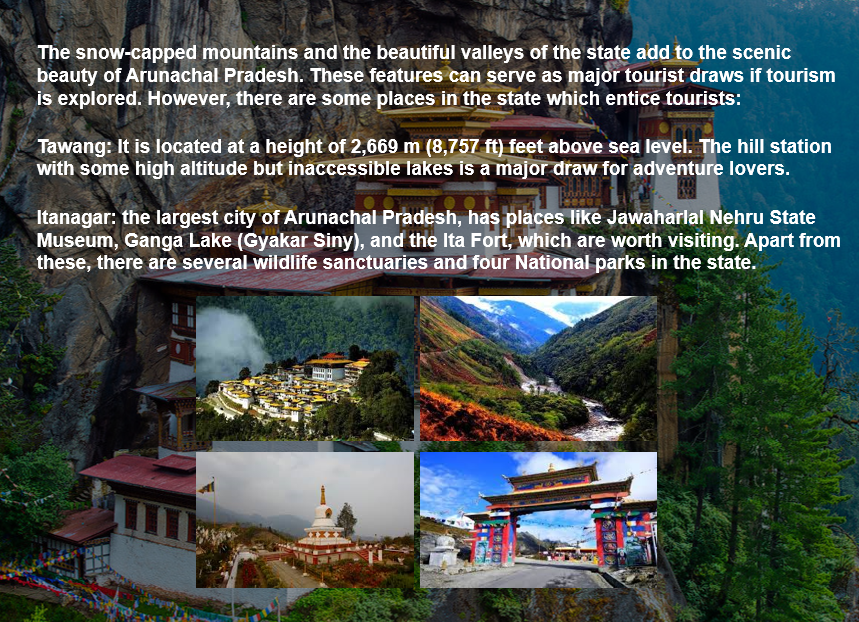 The snow-capped mountains and the beautiful valleys of the state add to the scenic
beauty of Arunachal Pradesh. These features can serve as major tourist draws if tourism
is explored. However, there are some places in the state which entice tourists:
Tawang: It is located at a height of 2,669 m (8,757 ft) feet above sea level. The hill station
with some high altitude but inaccessible lakes is a major draw for adventure lovers.
Itanagar: the largest city of Arunachal Pradesh, has places like Jawaharlal Nehru State
Museum, Ganga Lake (Gyakar Siny), and the Ita Fort, which are worth visiting. Apart from
these, there are several wildlife sanctuaries and four National parks in the state.